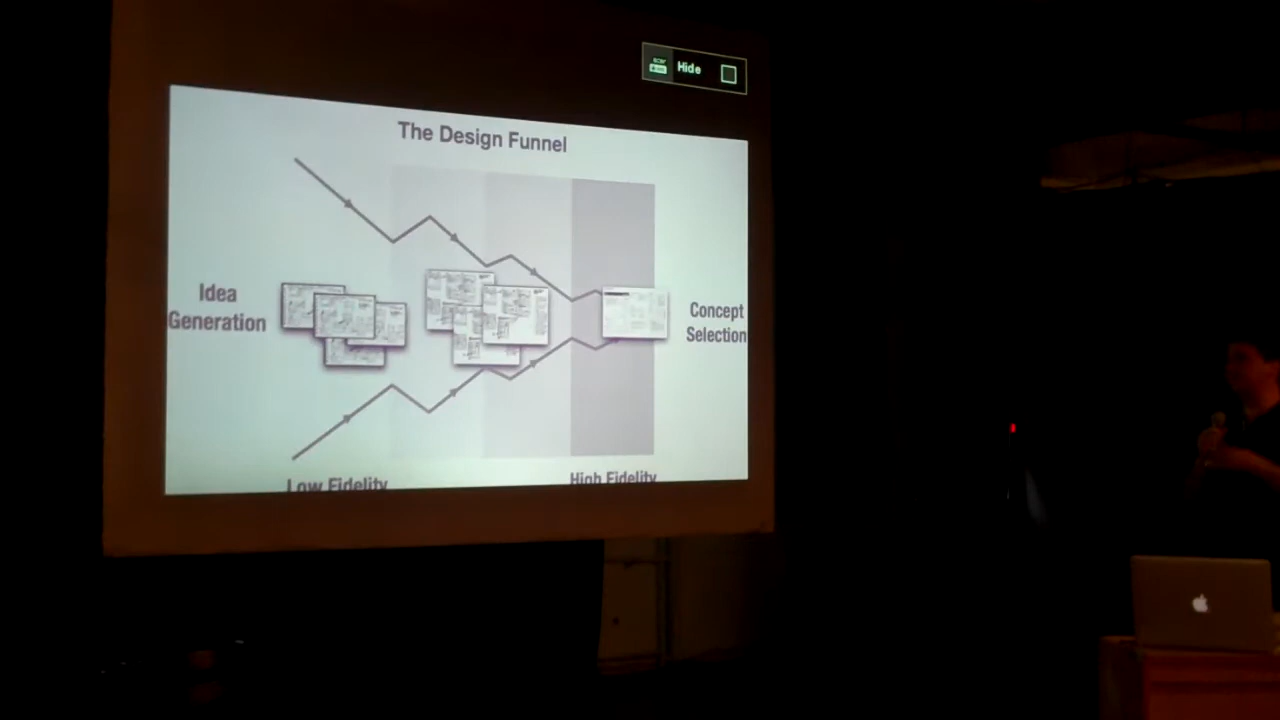 Hide
The Design Funnel
Idea
Generation
Concept
Selection
Low Fidelity
High Fidelity